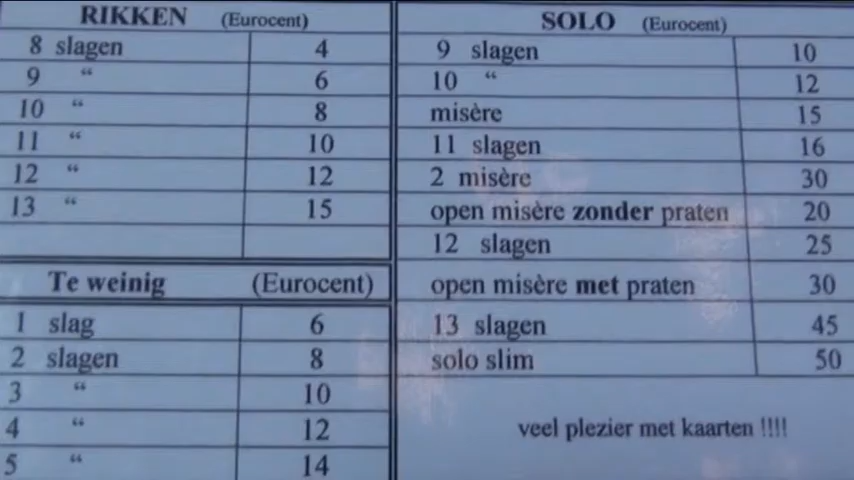 RIKKEN (Eurocent)
8 slagen 4
9 “ 6
10 “ 8
11 “ 10
12 “ 12
13 “ 15
Te weinig (Eurocent)
1 slag 6
2 slagen 8
3 “ 10
4 “ 12
5 “ 14
SOLO (Eurocent)
9 slagen 10
10 “ 12
misère 15
11 slagen 16
2 misère 30
open misère zonder praten 20
12 slagen 25
open misère met praten 30
13 slagen 45
solo slim 50
veel plezier met kaarten !!!!